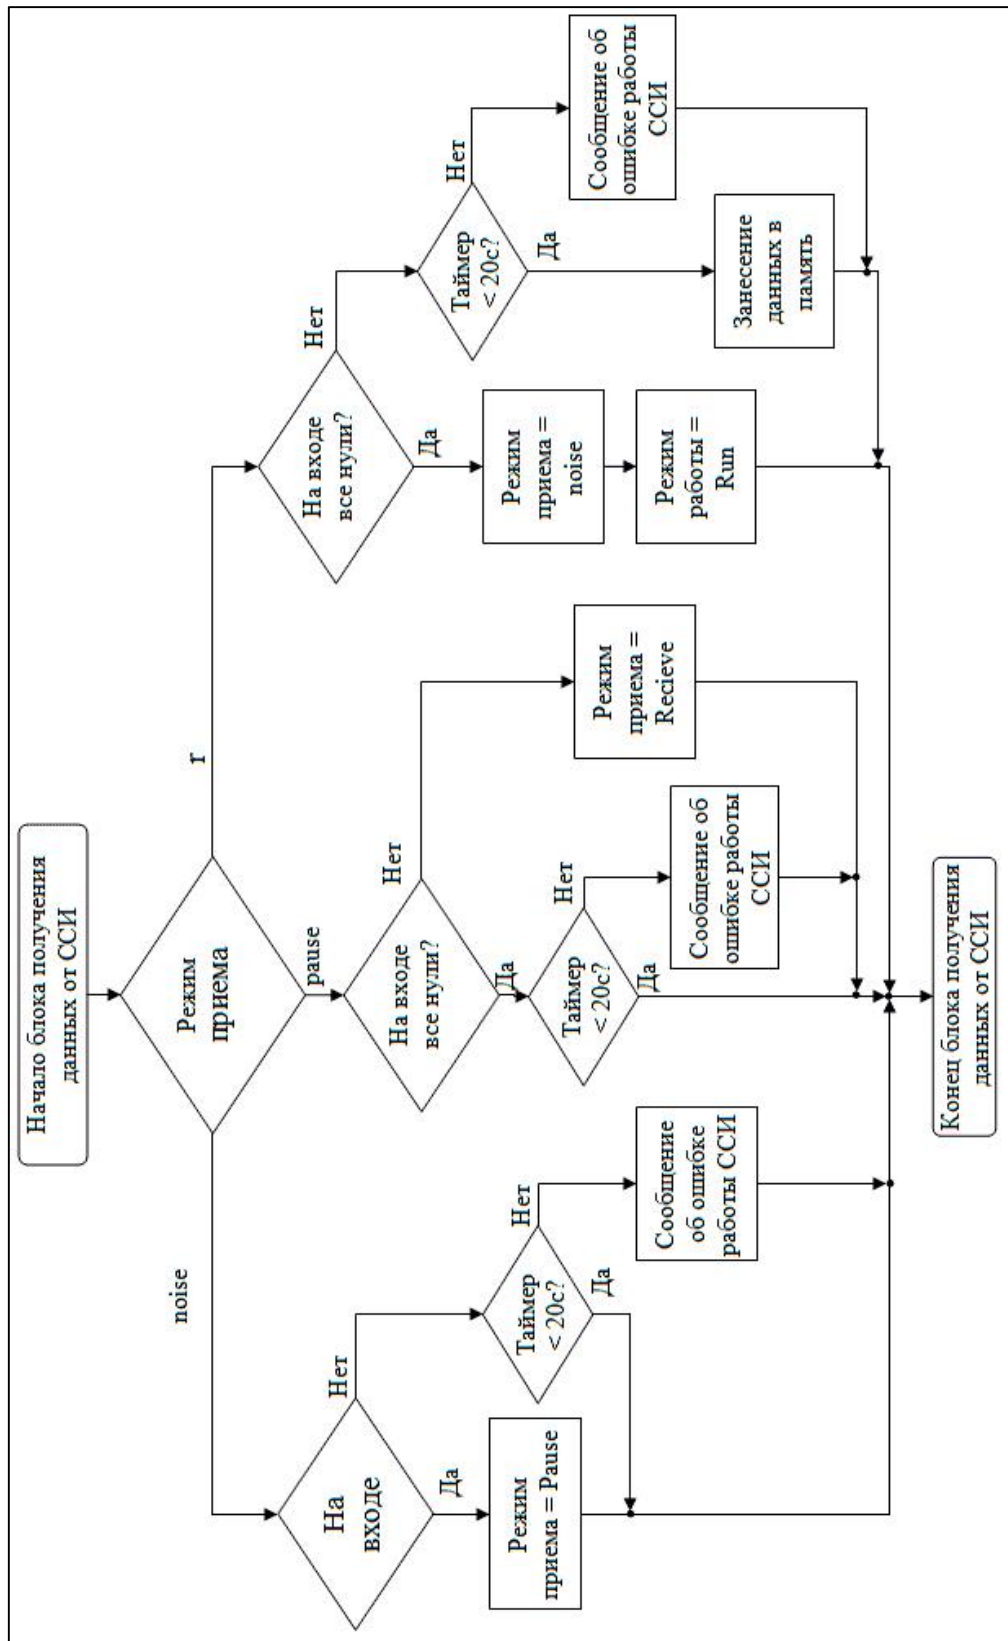 Начало блока получения
данных от ССИ
Режим
приема
noise
pause
r
На
входе
Нет
Да
Режим
приема = Pause
Таймер
< 20с?
Нет
Да
Сообщение
об ошибке
работы ССИ
На входе
все нули?
Нет
Да
Таймер
< 20с?
Нет
Да
Сообщение об
ошибке работы
ССИ
Режим
приема =
Recieve
На входе
все нули?
Нет
Да
Режим
приема =
noise
Режим
работы =
Run
Таймер
< 20с?
Нет
Да
Занесение
данных в
память
Сообщение об
ошибке работы
ССИ
Конец блока получения
данных от ССИ